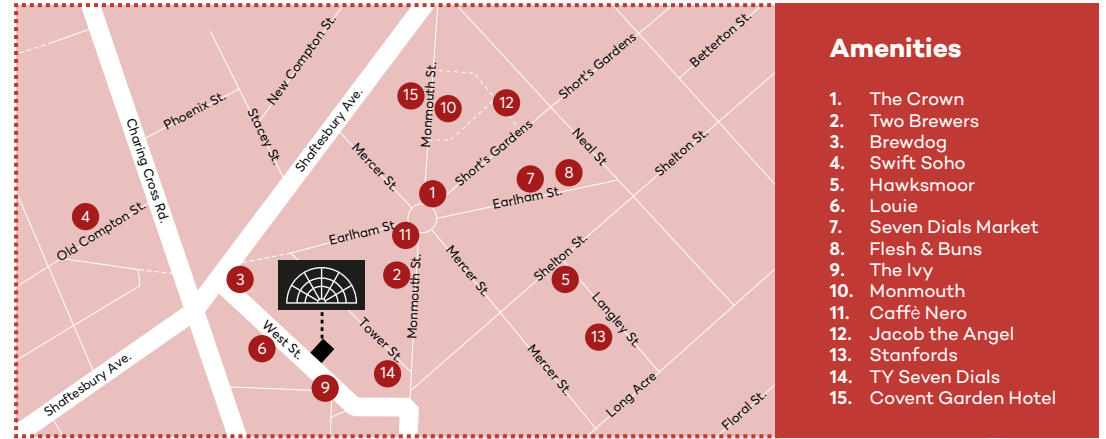 New Compton St.
Phoenix St.
Stacey St.
Charing Cross Rd.
Shaftesbury Ave.
Monmouth St.
Short's Gardens
Betterton St.
15
10
12
Mercer St.
Short's Gardens
Neal St
Shelton St.
7
8
1
Earlham St.
4
Old Compton St.
Earlham St.
11
3
2
Monmouth St.
Mercer St.
Shelton St.
5
Langley St.
13
West St.
6
Tower St.
14
9
Mercer St.
Long Acre
Floral St.
Shaftesbury Ave.
Amenities
1. The Crown
2. Two Brewers
3. Brewdog
4. Swift Soho
5. Hawksmoor
6. Louie
7. Seven Dials Market
8. Flesh & Buns
9. The Ivy
10. Monmouth
11. Caffè Nero
12. Jacob the Angel
13. Stanfords
14. TY Seven Dials
15. Covent Garden Hotel